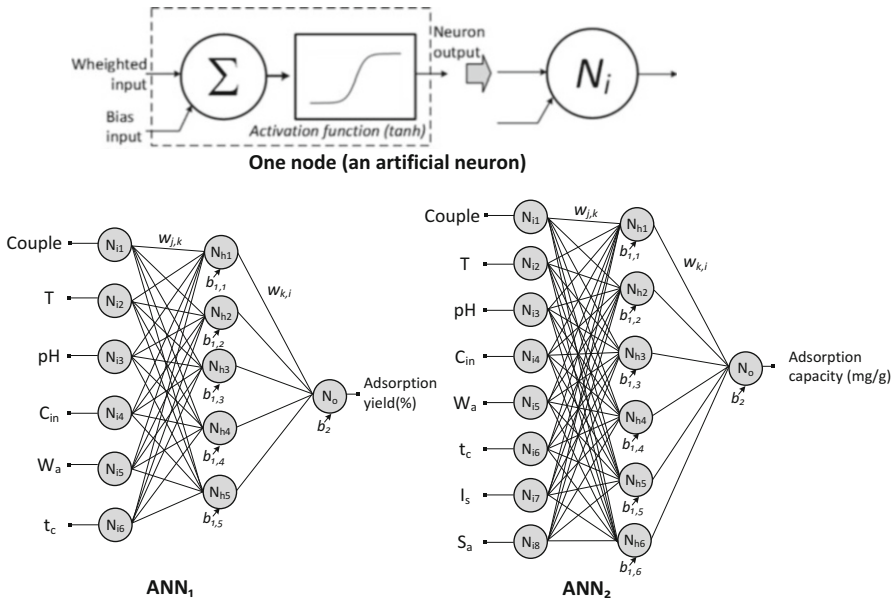 Wheighted
input
Bias
input
Σ
Activation function (tanh)
Neuron
output
N_i
One node (an artificial neuron)
Couple
T
pH
C_in
W_a
t_c
N_i1
N_i2
N_i3
N_i4
N_i5
N_i6
w_j,k
N_h1
b_1,1
N_h2
b_1,2
N_h3
b_1,3
N_h4
b_1,4
N_h5
b_1,5
w_k,i
N_o
b_2
Adsorption
yield(%)
ANN_1
Couple
T
pH
C_in
W_a
t_c
I_s
S_a
N_i1
N_i2
N_i3
N_i4
N_i5
N_i6
N_i7
N_i8
w_j,k
N_h1
b_1,1
N_h2
b_1,2
N_h3
b_1,3
N_h4
b_1,4
N_h5
b_1,5
N_h6
b_1,6
w_k,i
N_o
b_2
Adsorption
capacity (mg/g)
ANN_2